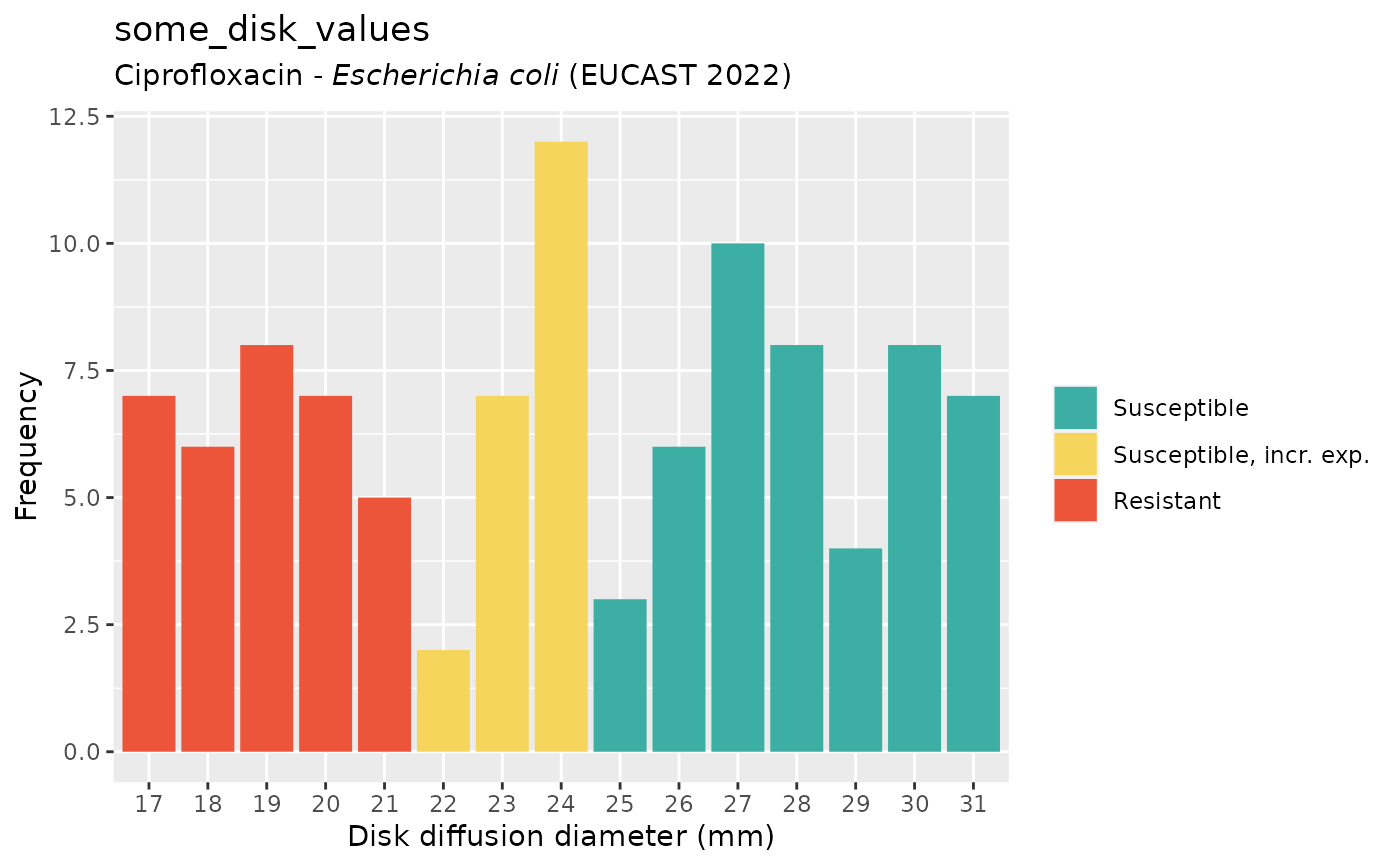 some_disk_values
Ciprofloxacin - Escherichia coli (EUCAST 2022)
12.5
10.0
7.5
5.0
2.5
0.0
Frequency
17 18 19 20 21 22 23 24 25 26 27 28 29 30 31
Disk diffusion diameter (mm)
Susceptible
Susceptible, incr. exp.
Resistant